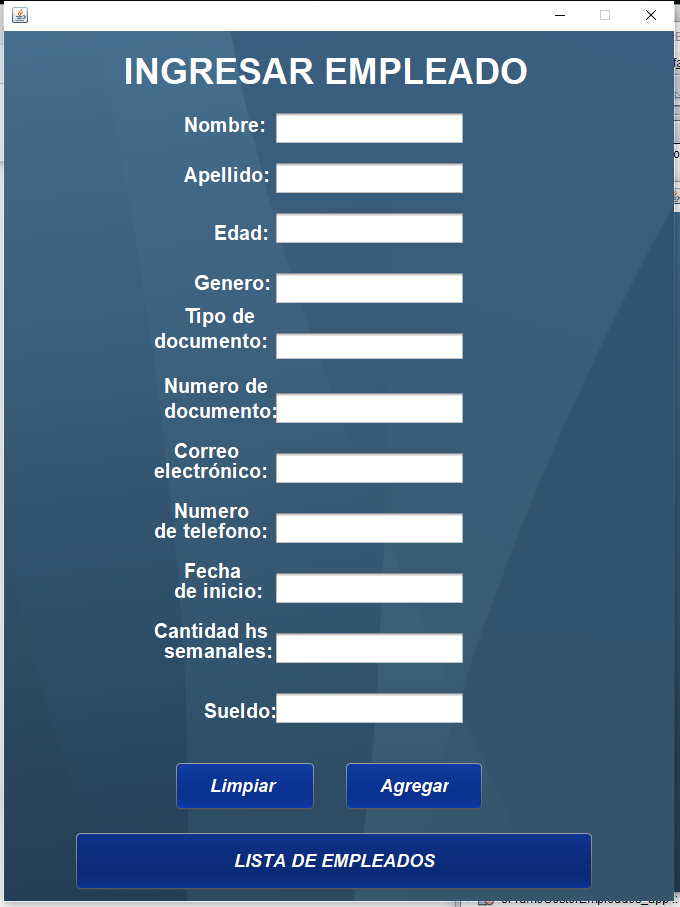 INGRESAR EMPLEADO
Nombre:
Apellido:
Edad:
Genero:
Tipo de
documento:
Numero de
documento:
Correo
electrónico:
Numero
de telefono:
Fecha
de inicio:
Cantidad hs
semanales:
Sueldo:
Limpiar Agregar
LISTA DE EMPLEADOS